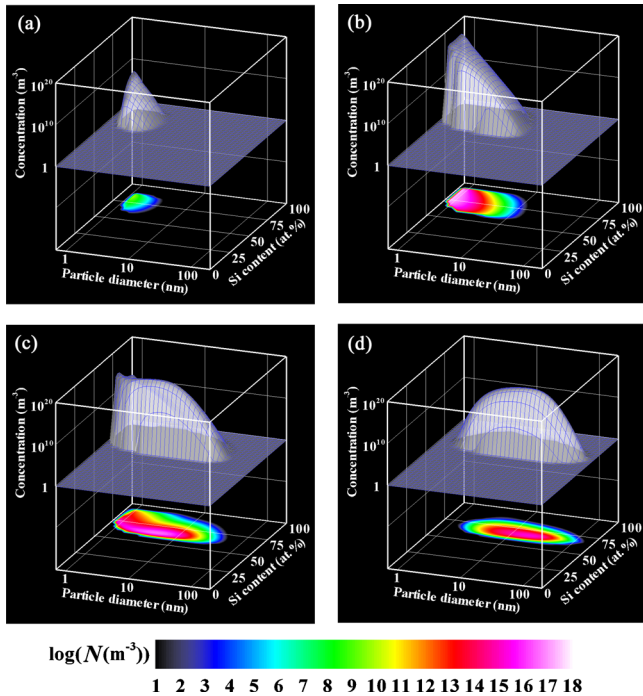 (a)
Concentration (m⁻³)
10²⁰
10¹⁰
1
1
10
100
Particle diameter (nm)
0
25
50
75
100
Si content (at.%)
(b)
Concentration (m⁻³)
10²⁰
10¹⁰
1
1
10
100
Particle diameter (nm)
0
25
50
75
100
Si content (at.%)
(c)
Concentration (m⁻³)
10²⁰
10¹⁰
1
1
10
100
Particle diameter (nm)
0
25
50
75
100
Si content (at.%)
(d)
Concentration (m⁻³)
10²⁰
10¹⁰
1
1
10
100
Particle diameter (nm)
0
25
50
75
100
Si content (at.%)
log(N(m⁻³))
1 2 3 4 5 6 7 8 9 10 11 12 13 14 15 16 17 18